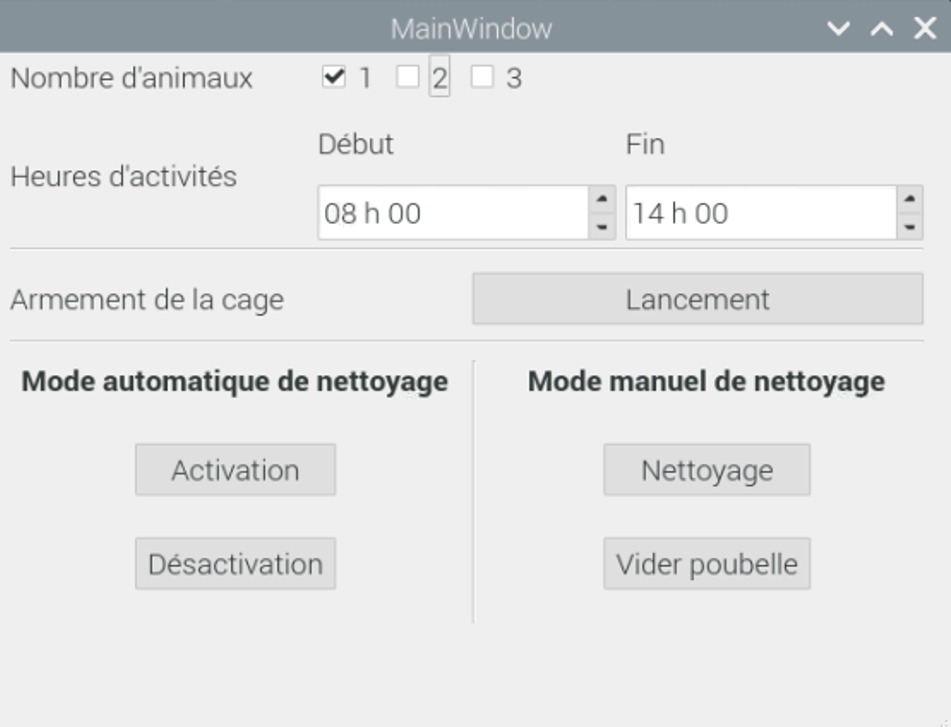 MainWindow
Nombre d'animaux 1 2 3
Début Fin
Heures d'activités
08 h 00 14 h 00
Armement de la cage Lancement
Mode automatique de nettoyage Mode manuel de nettoyage
Activation Nettoyage
Désactivation Vider poubelle